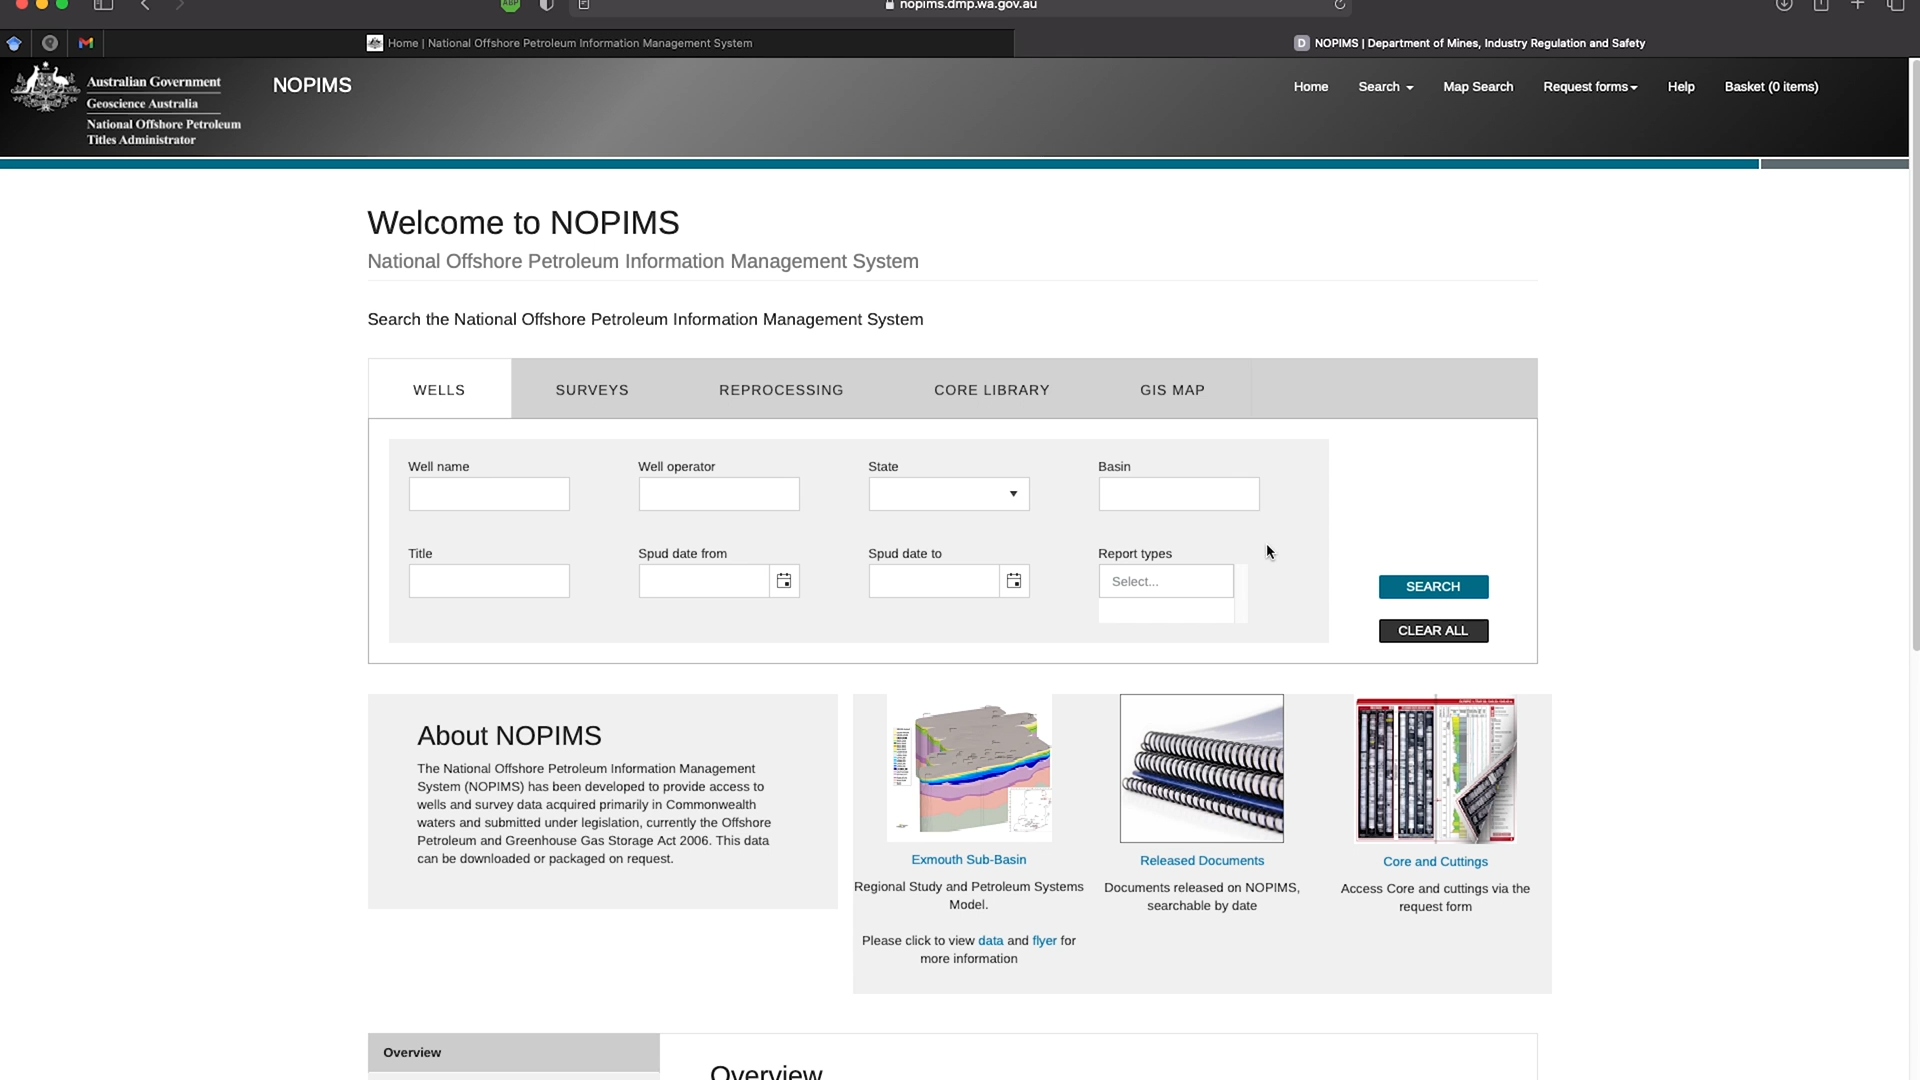 ABP
nopims.dmp.wa.gov.au
Home | National Offshore Petroleum Information Management System
D NOPIMS | Department of Mines, Industry Regulation and Safety
Australian Government
Geoscience Australia
National Offshore Petroleum
Titles Administrator
NOPIMS
Home Search Map Search Request forms Help Basket (0 items)
Welcome to NOPIMS
National Offshore Petroleum Information Management System
Search the National Offshore Petroleum Information Management System
WELLS SURVEYS REPROCESSING CORE LIBRARY GIS MAP
Well name Well operator State Basin
Title Spud date from Spud date to Report types
Select...
SEARCH
CLEAR ALL
About NOPIMS
The National Offshore Petroleum Information Management
System (NOPIMS) has been developed to provide access to
wells and survey data acquired primarily in Commonwealth
waters and submitted under legislation, currently the Offshore
Petroleum and Greenhouse Gas Storage Act 2006. This data
can be downloaded or packaged on request.
Exmouth Sub-Basin
Regional Study and Petroleum Systems
Model.
Please click to view data and flyer for
more information
Released Documents
Documents released on NOPIMS,
searchable by date
Core and Cuttings
Access Core and cuttings via the
request form
Overview
Overview